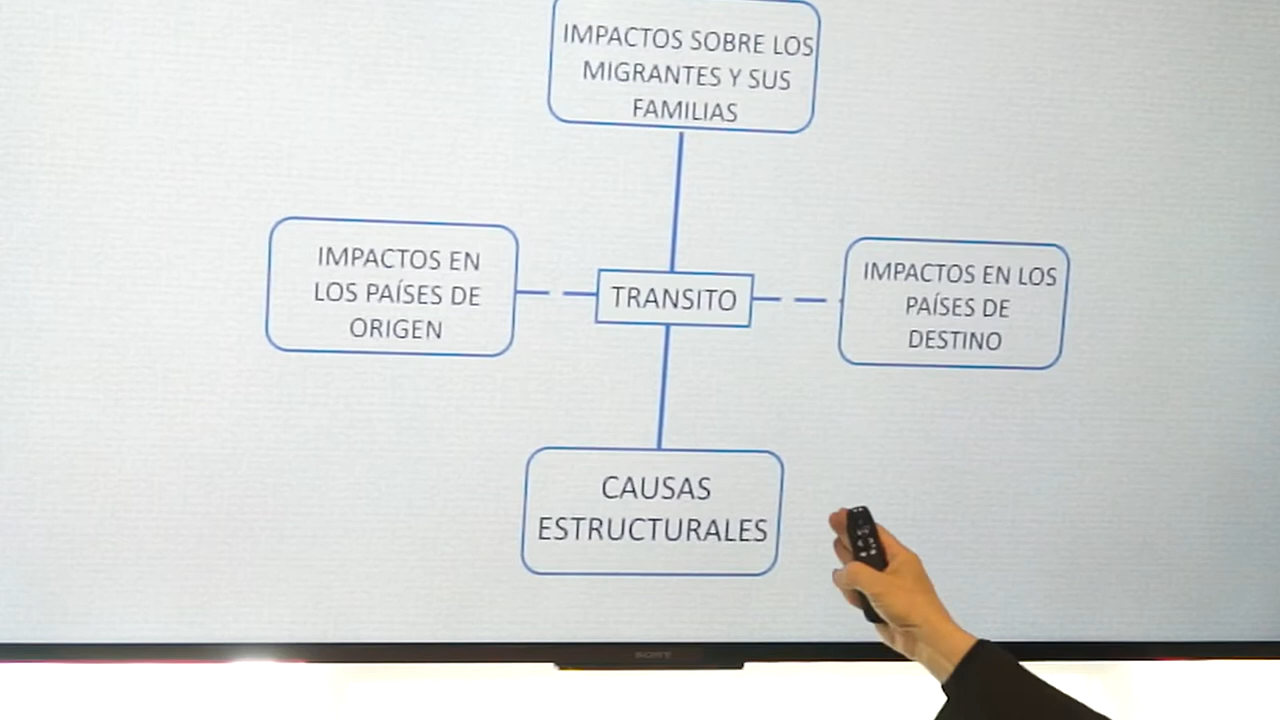 IMPACTOS SOBRE LOS
MIGRANTES Y SUS
FAMILIAS
IMPACTOS EN
LOS PAÍSES DE
ORIGEN
TRANSITO
IMPACTOS EN LOS
PAÍSES DE
DESTINO
CAUSAS
ESTRUCTURALES
SONY